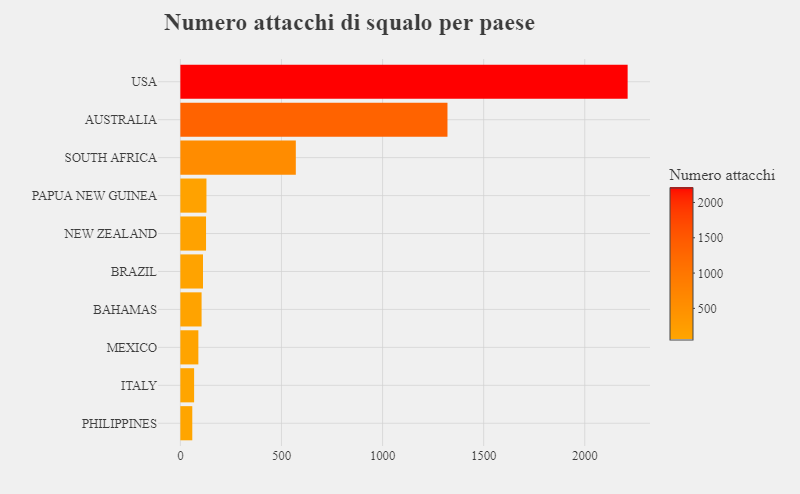 Numero attacchi di squalo per paese
USA
AUSTRALIA
SOUTH AFRICA
PAPUA NEW GUINEA
NEW ZEALAND
BRAZIL
BAHAMAS
MEXICO
ITALY
PHILIPPINES
0 500 1000 1500 2000
Numero attacchi
2000
1500
1000
500